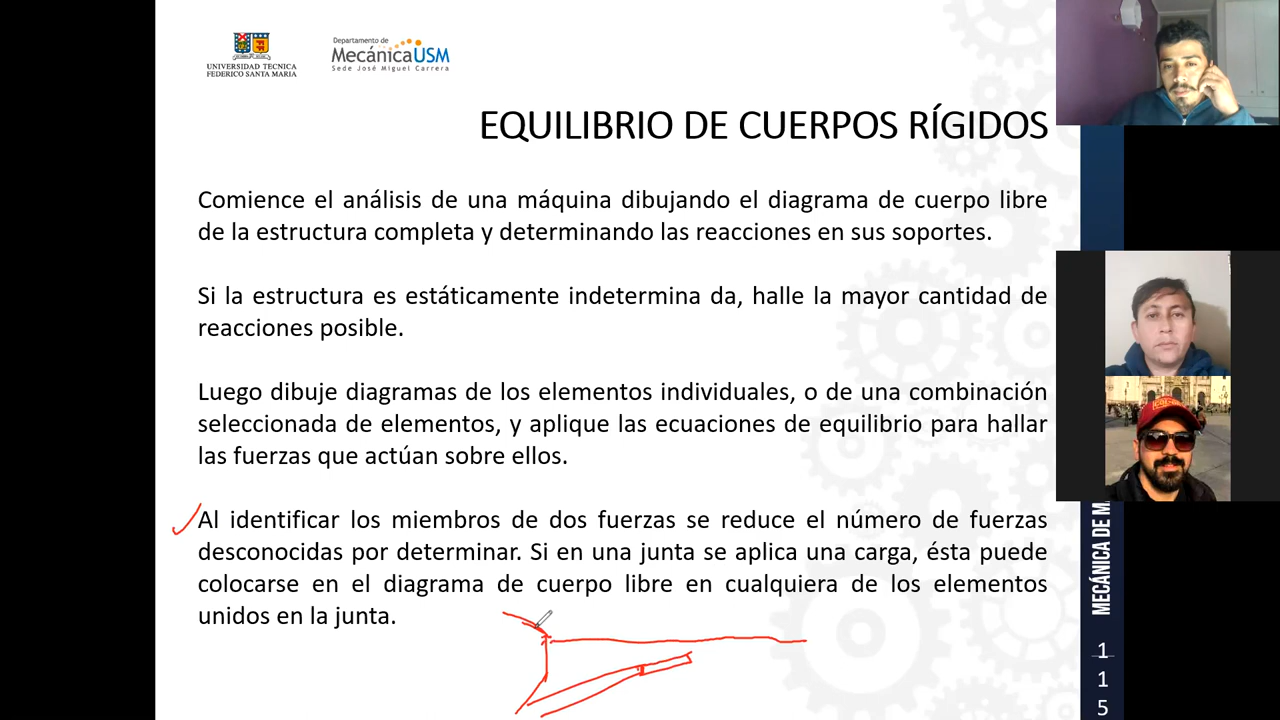 UNIVERSIDAD TECNICA
FEDERICO SANTA MARIA
Departamento de
MecánicaUSM
Sede José Miguel Carrera
EQUILIBRIO DE CUERPOS RÍGIDOS
Comience el análisis de una máquina dibujando el diagrama de cuerpo libre
de la estructura completa y determinando las reacciones en sus soportes.
Si la estructura es estáticamente indetermina da, halle la mayor cantidad de
reacciones posible.
Luego dibuje diagramas de los elementos individuales, o de una combinación
seleccionada de elementos, y aplique las ecuaciones de equilibrio para hallar
las fuerzas que actúan sobre ellos.
Al identificar los miembros de dos fuerzas se reduce el número de fuerzas
desconocidas por determinar. Si en una junta se aplica una carga, ésta puede
colocarse en el diagrama de cuerpo libre en cualquiera de los elementos
unidos en la junta.
MECÁNICA DE M
1
1
5